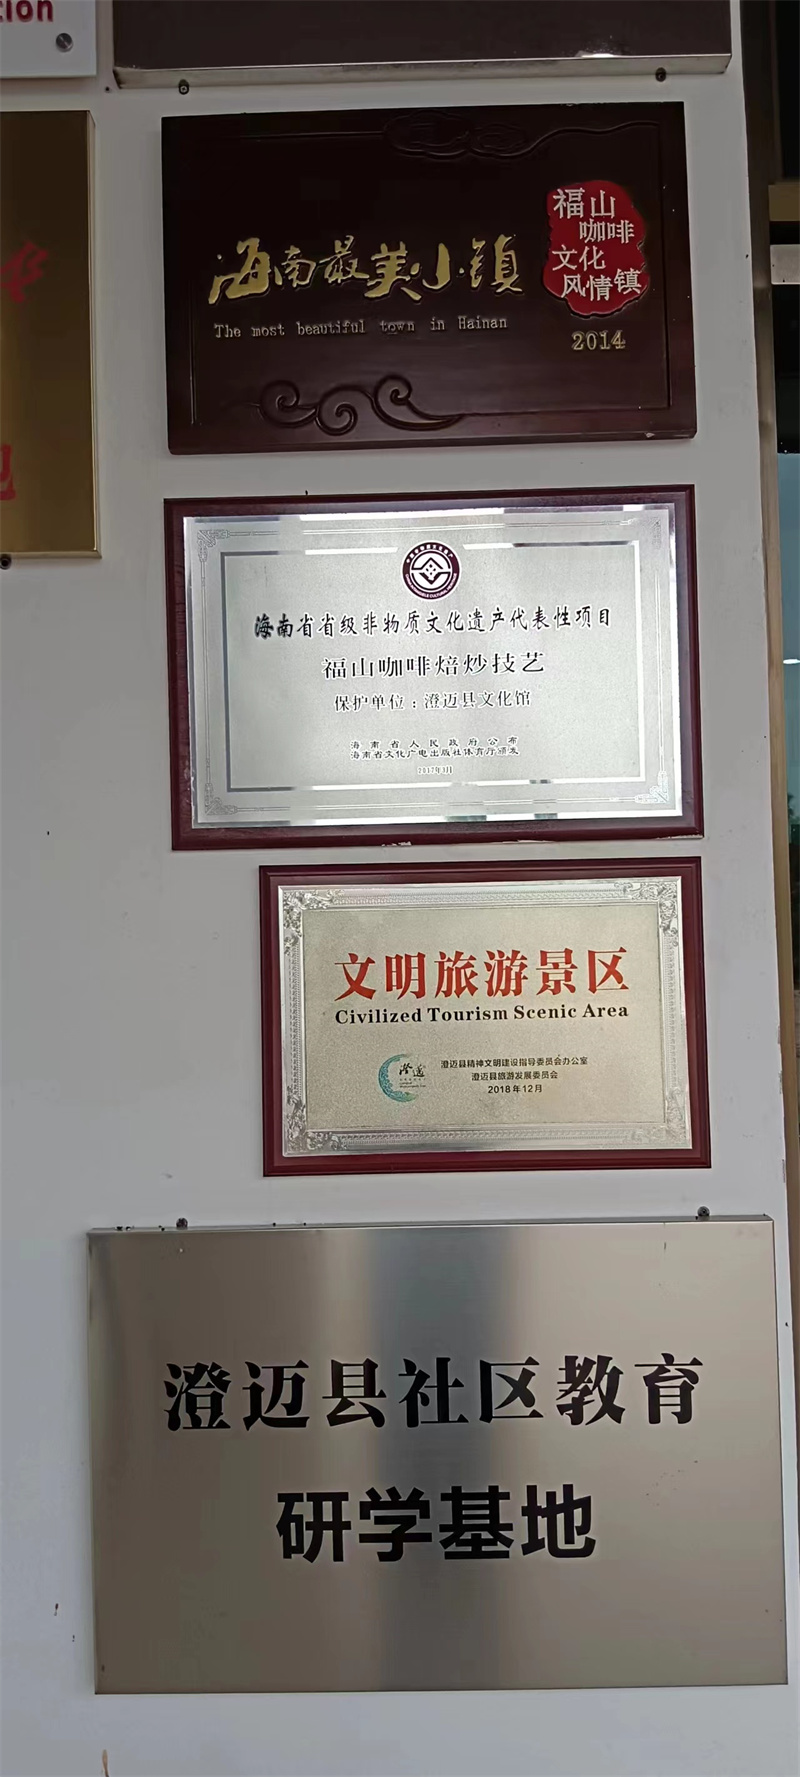 tion
海南最美小镇
The most beautiful town in Hainan
福山
咖啡
文化
风情镇
2014
海南省省级非物质文化遗产代表性项目
福山咖啡焙炒技艺
保护单位：澄迈县文化馆
海南省人民政府公布
海南省文化广电出版社体育厅颁发
文明旅游景区
Civilized Tourism Scenic Area
澄迈
澄迈县精神文明建设指导委员会办公室
澄迈县旅游发展委员会
2018年12月
澄迈县社区教育
研学基地